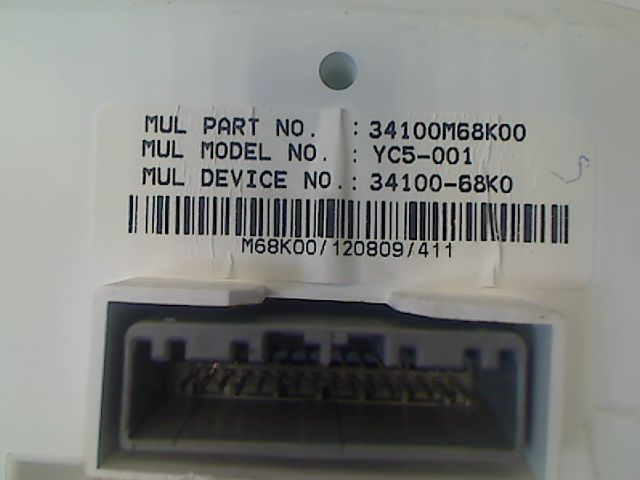 MUL PART NO. : 34100M68K00
MUL MODEL NO. : YC5-001
MUL DEVICE NO.: 34100-68K0
M68K00/120809/411